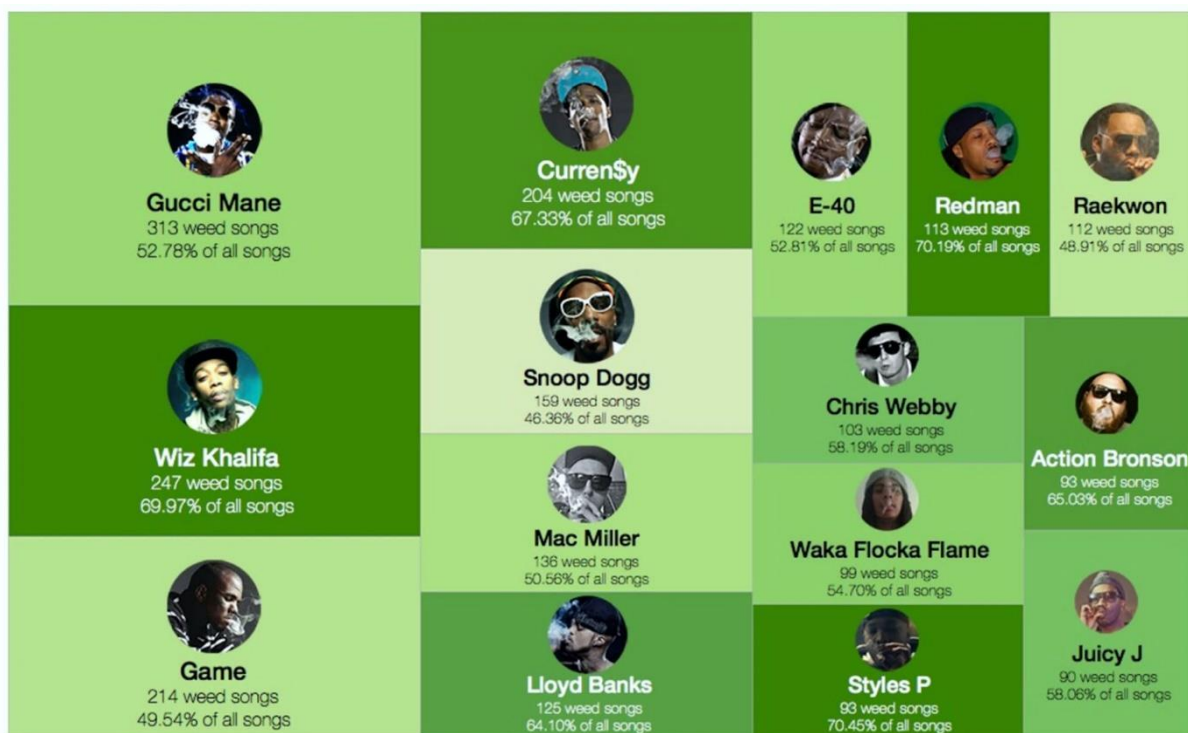 Gucci Mane
313 weed songs
52.78% of all songs
Wiz Khalifa
247 weed songs
69.97% of all songs
Game
214 weed songs
49.54% of all songs
Curren$y
204 weed songs
67.33% of all songs
Snoop Dogg
159 weed songs
46.36% of all songs
Mac Miller
136 weed songs
50.56% of all songs
Lloyd Banks
125 weed songs
64.10% of all songs
E-40
122 weed songs
52.81% of all songs
Redman
113 weed songs
70.19% of all songs
Raekwon
112 weed songs
48.91% of all songs
Chris Webby
103 weed songs
58.19% of all songs
Waka Flocka Flame
99 weed songs
54.70% of all songs
Styles P
93 weed songs
70.45% of all songs
Action Bronson
93 weed songs
65.03% of all songs
Juicy J
90 weed songs
58.06% of all songs